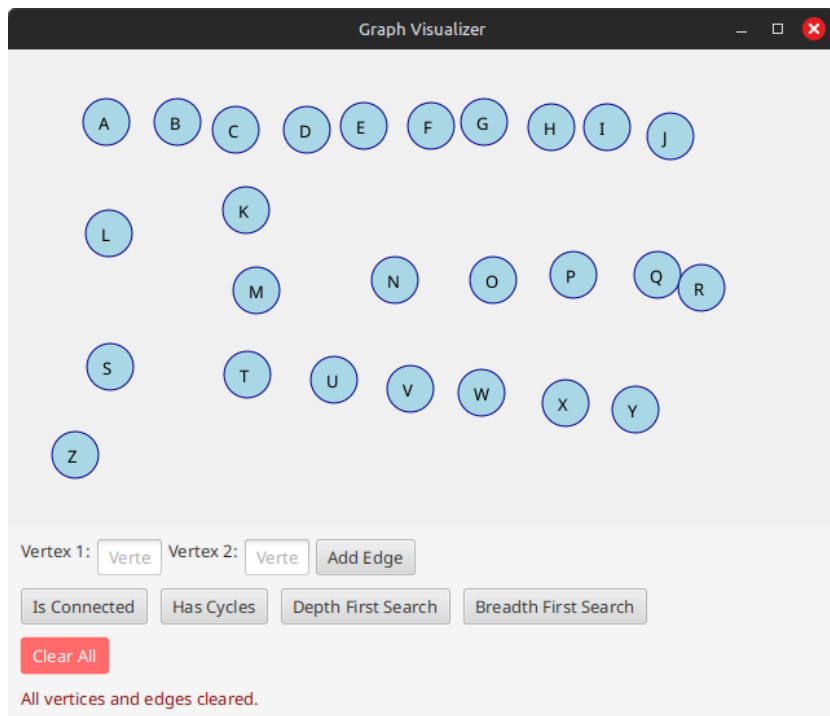 Graph Visualizer
A B C D E F G H I J
K
L
M N O P Q R
S T U V W X Y
Z
Vertex 1: Verte Vertex 2: Verte Add Edge
Is Connected Has Cycles Depth First Search Breadth First Search
Clear All
All vertices and edges cleared.